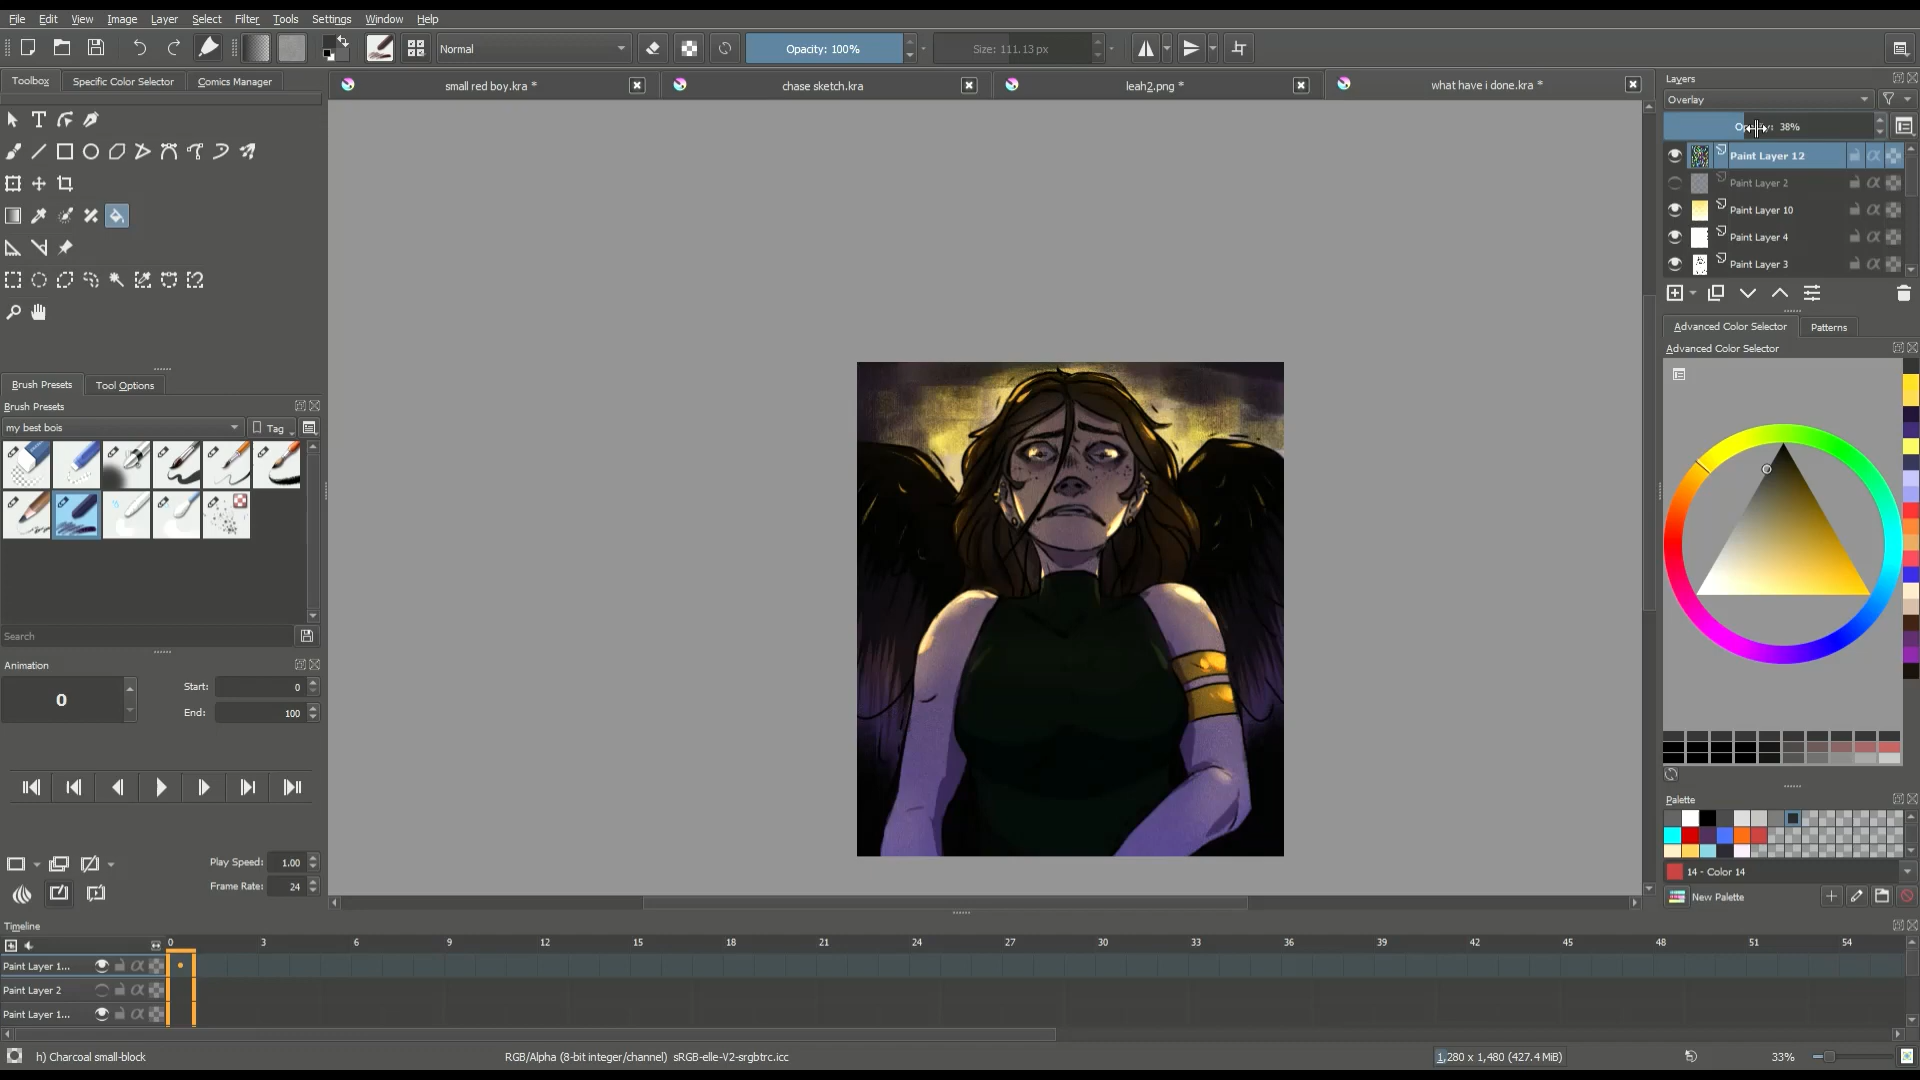 File Edit View Image Layer Select Filter Tools Settings Window Help
Normal Opacity: 100% Size: 111.13 px
Toolbox Specific Color Selector Comics Manager
small red boy.kra * chase sketch.kra leah2.png * what have i done.kra *
Layers
Overlay
38%
Paint Layer 12
Paint Layer 2
Paint Layer 10
Paint Layer 4
Paint Layer 3
Advanced Color Selector Patterns
Advanced Color Selector
Brush Presets Tool Options
Brush Presets
my best bois Tag
Search
Animation
0 Start: 0
End: 100
Play Speed: 1.00
Frame Rate: 24
Palette
14 - Color 14
New Palette
Timeline
0 3 6 9 12 15 18 21 24 27 30 33 36 39 42 45 48 51 54
Paint Layer 1...
Paint Layer 2
Paint Layer 1...
h) Charcoal small-block RGB/Alpha (8-bit integer/channel) sRGB-elle-V2-srgbtrc.icc 1,280 x 1,480 (427.4 MiB) 33%